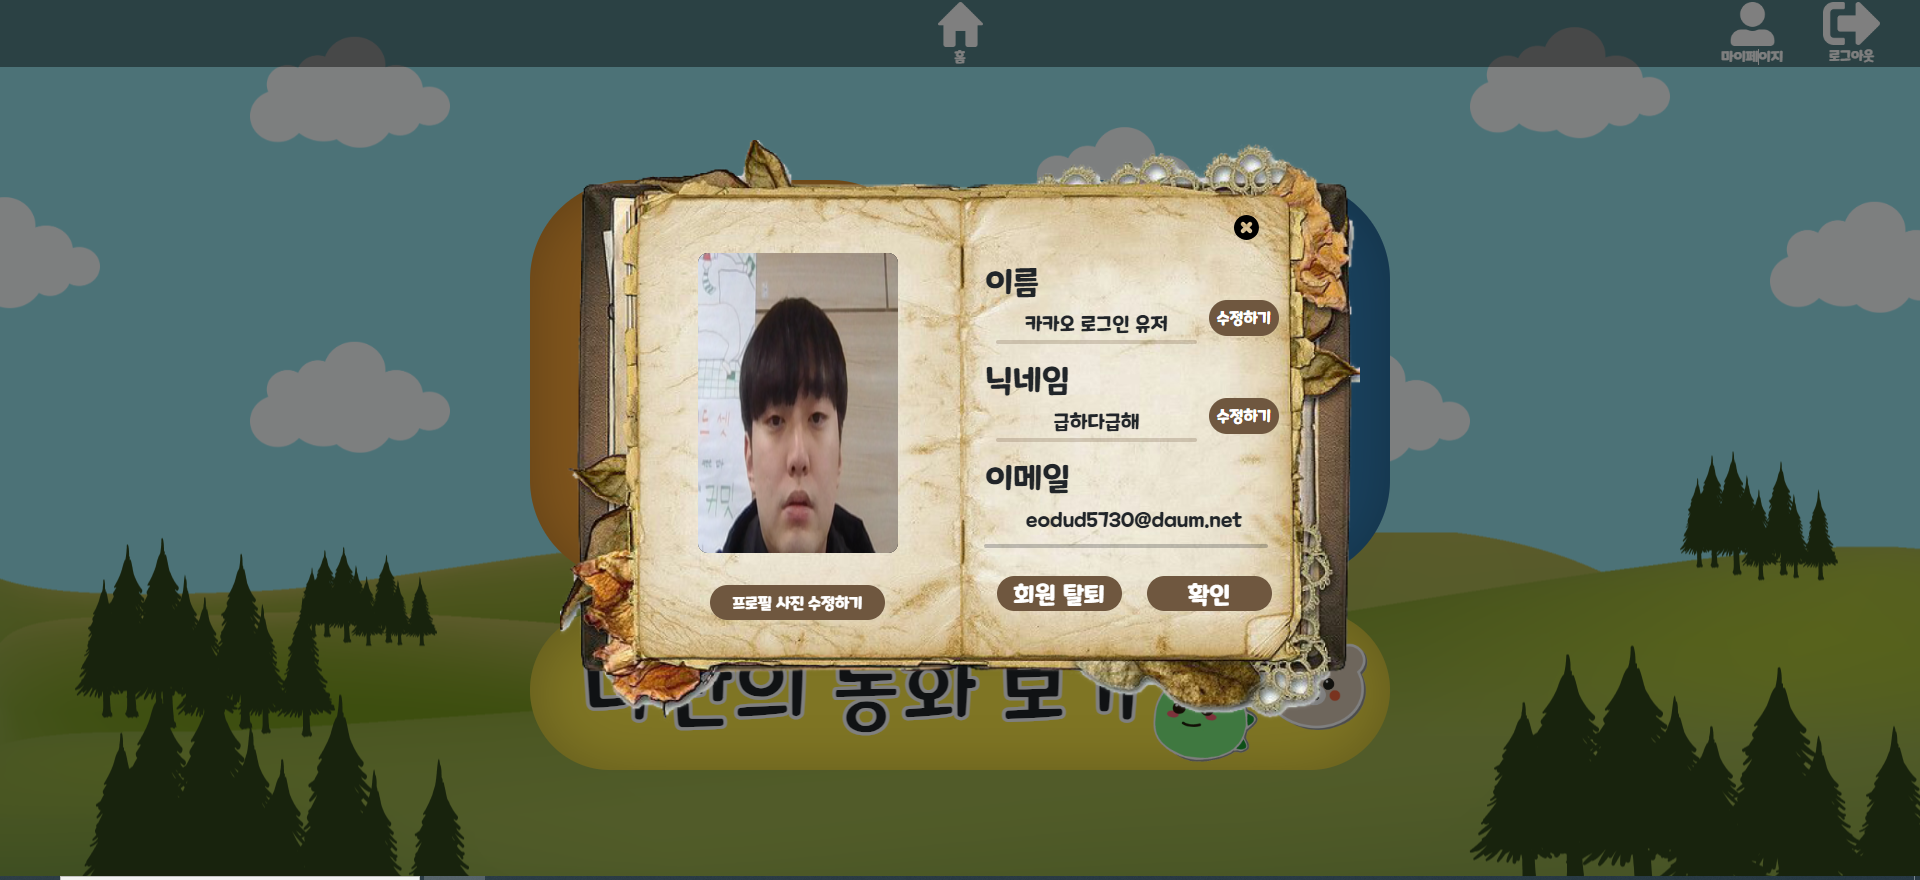 홈
마이페이지
로그아웃
이름
카카오 로그인 유저
수정하기
닉네임
급하다급해
수정하기
이메일
eodud5730@daum.net
프로필 사진 수정하기
회원 탈퇴
확인
동화 보